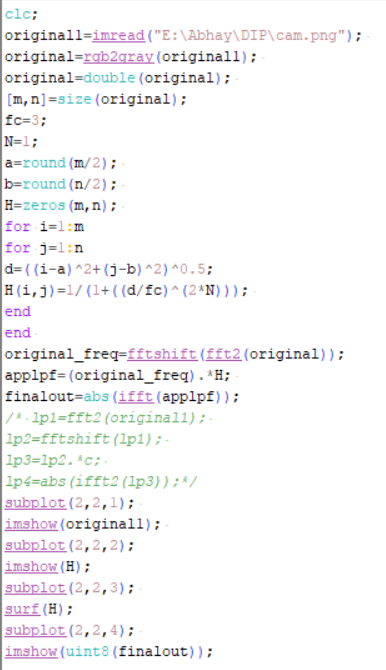 clc;
original1=imread("E:\Abhay\DIP\cam.png");
original=rgb2gray(original1);
original=double(original);
[m,n]=size(original);
fc=3;
N=1;
a=round(m/2);
b=round(n/2);
H=zeros(m,n);
for i=1:m
for j=1:n
d=((i-a)^2+(j-b)^2)^0.5;
H(i,j)=1/(1+((d/fc)^(2*N)));
end
end
original_freq=fftshift(fft2(original));
applpf=(original_freq).*H;
finalout=abs(ifft(applpf));
/* lp1=fft2(original1);
lp2=fftshift(lp1);
lp3=lp2.*c;
lp4=abs(ifft2(lp3));*/
subplot(2,2,1);
imshow(original1);
subplot(2,2,2);
imshow(H);
subplot(2,2,3);
surf(H);
subplot(2,2,4);
imshow(uint8(finalout));